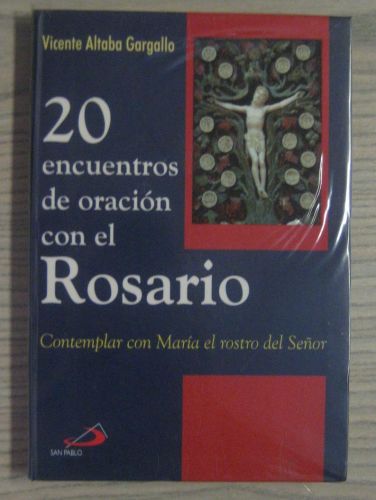 Vicente Altaba Gargallo
20
encuentros
de oración
con el
Rosario
Contemplar con María el rostro del Señor
SAN PABLO